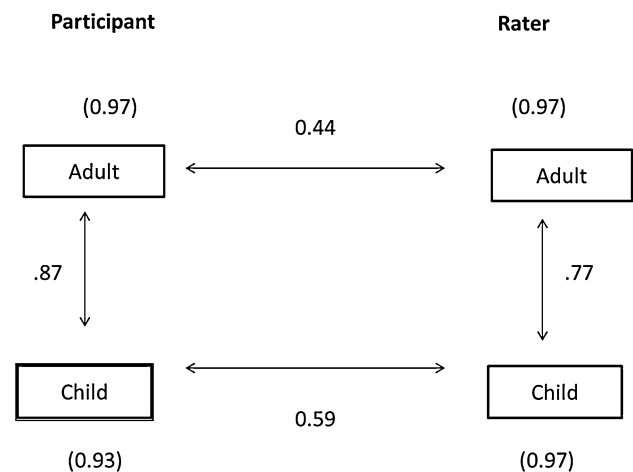 Participant
Rater
(0.97)
(0.97)
0.44
Adult
Adult
.87
.77
Child
Child
0.59
(0.93)
(0.97)